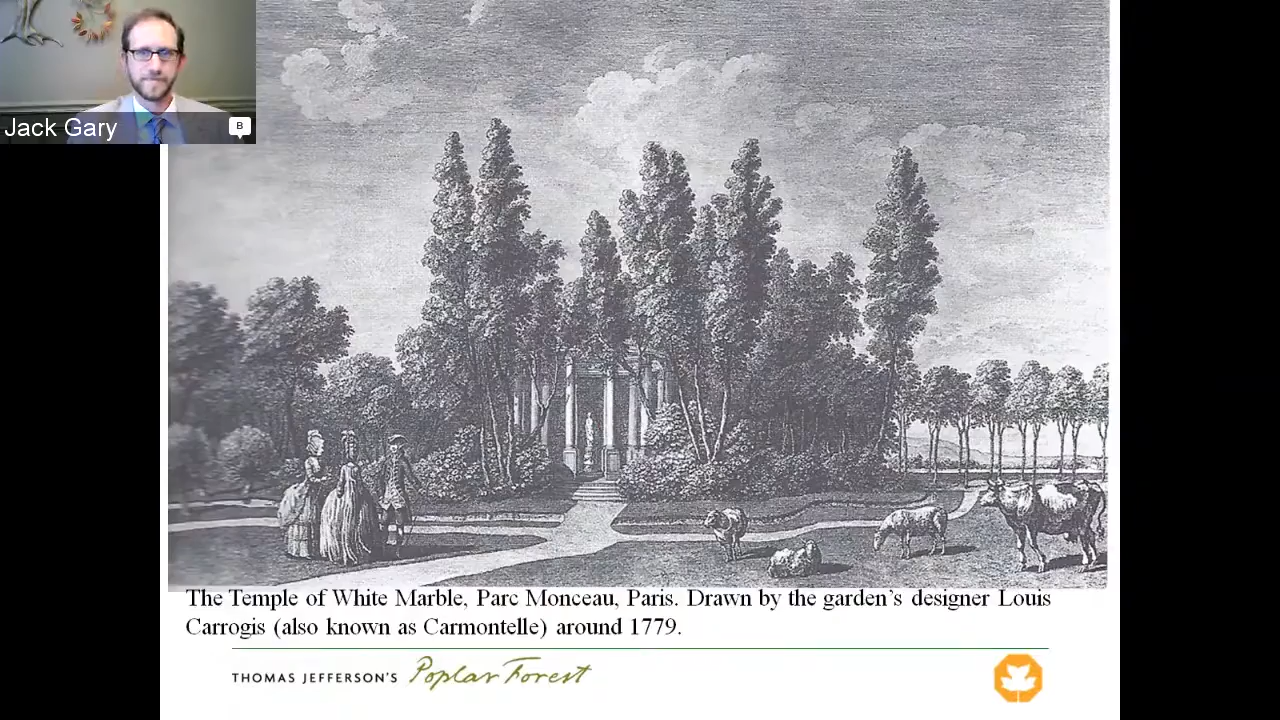 Jack Gary
B
The Temple of White Marble, Parc Monceau, Paris. Drawn by the garden’s designer Louis
Carrogis (also known as Carmontelle) around 1779.
THOMAS JEFFERSON'S Poplar Forest